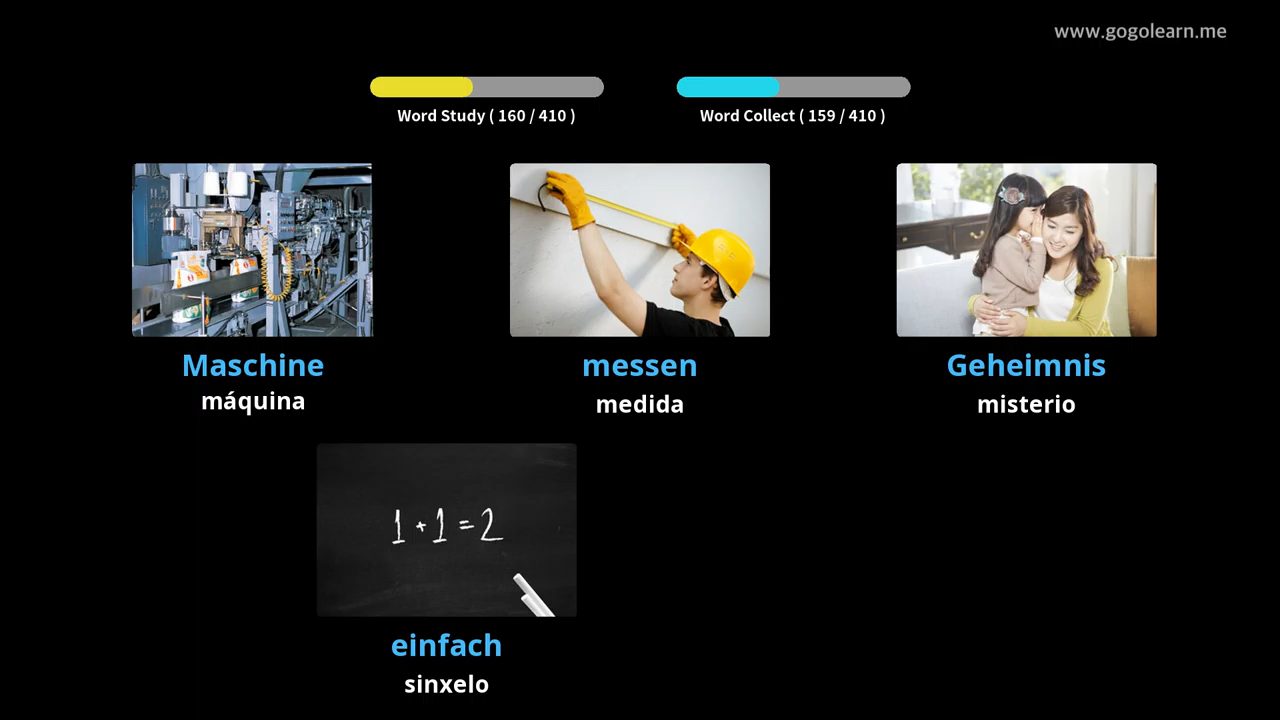 www.gogolearn.me
Word Study ( 160 / 410 )
Word Collect ( 159 / 410 )
Maschine
máquina
messen
medida
Geheimnis
misterio
1 + 1 = 2
einfach
sinxelo